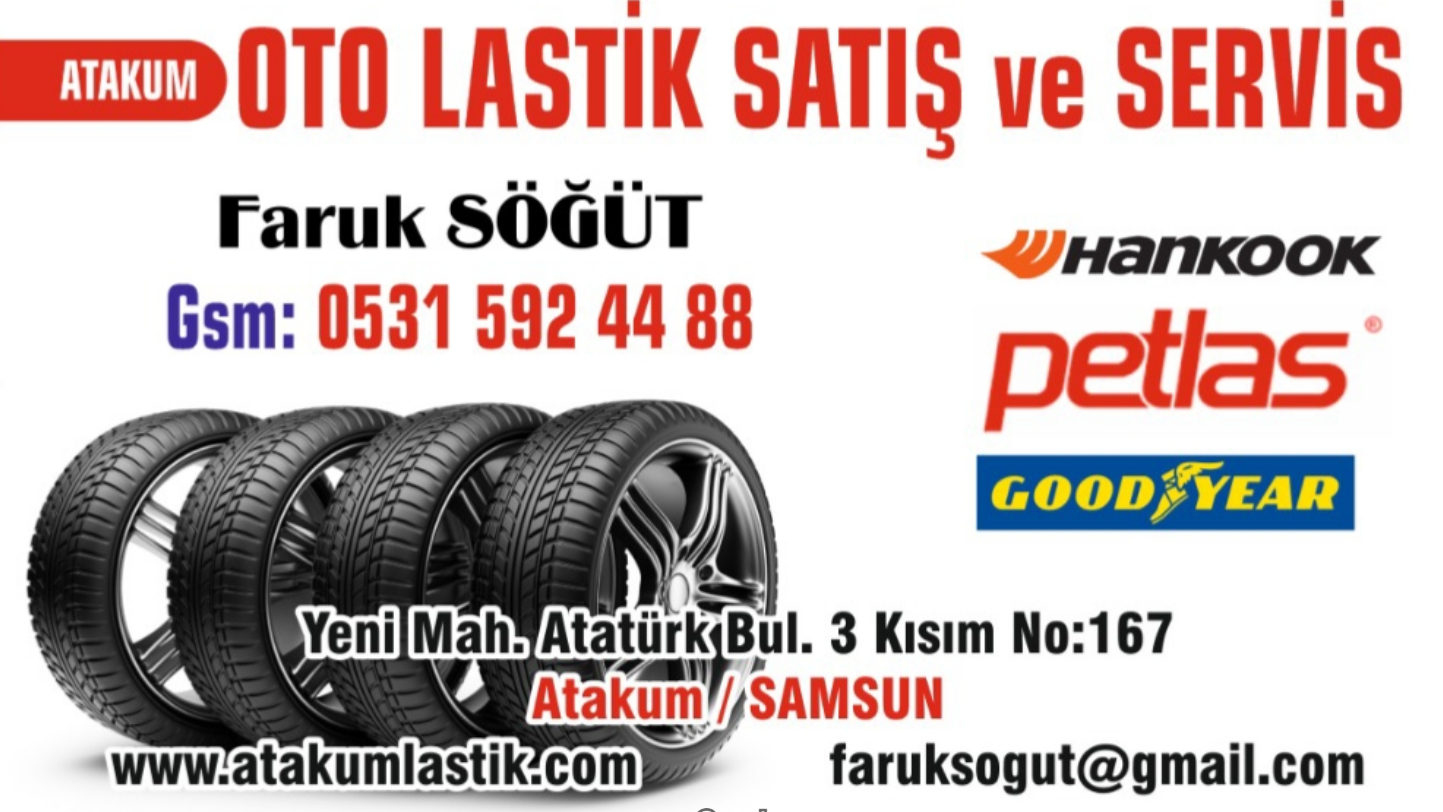 ATAKUM OTO LASTİK SATIŞ ve SERVİS
Faruk SÖĞÜT
Gsm: 0531 592 44 88
HANKOOK
petlas ®
GOODYEAR
Yeni Mah. Atatürk Bul. 3 Kısım No:167
Atakum / SAMSUN
www.atakumlastik.com
faruksogut@gmail.com